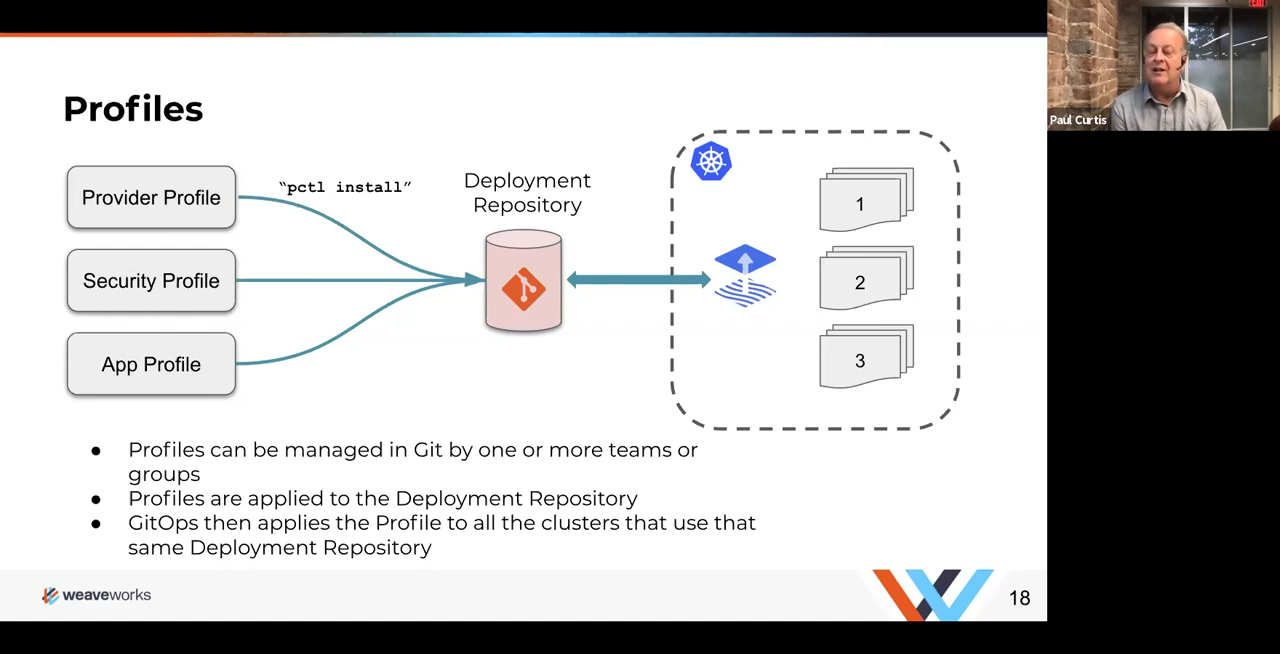 EXIT
Paul Curtis
Profiles
Provider Profile
Security Profile
App Profile
“pctl install”
Deployment
Repository
1
2
3
● Profiles can be managed in Git by one or more teams or
groups
● Profiles are applied to the Deployment Repository
● GitOps then applies the Profile to all the clusters that use that
same Deployment Repository
weaveworks
18